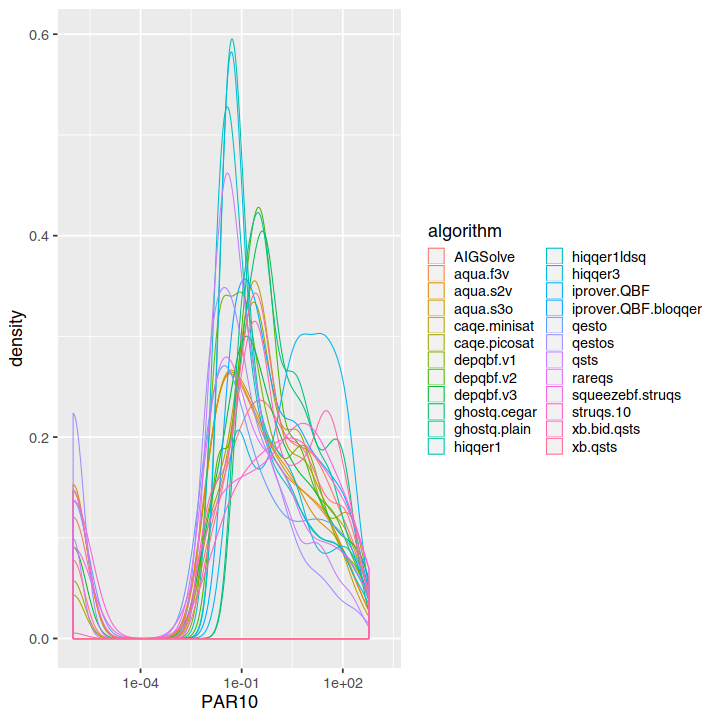 0.6
0.4
0.2
0.0
density
1e-04
1e-01
1e+02
PAR10
algorithm
AIGSolve
aqua.f3v
aqua.s2v
aqua.s3o
caqe.minisat
caqe.picosat
depqbf.v1
depqbf.v2
depqbf.v3
ghostq.cegar
ghostq.plain
hiqqer1
hiqqer1ldsq
hiqqer3
iprover.QBF
iprover.QBF.bloqqer
qesto
qestos
qsts
rareqs
squeezebf.struqs
struqs.10
xb.bid.qsts
xb.qsts